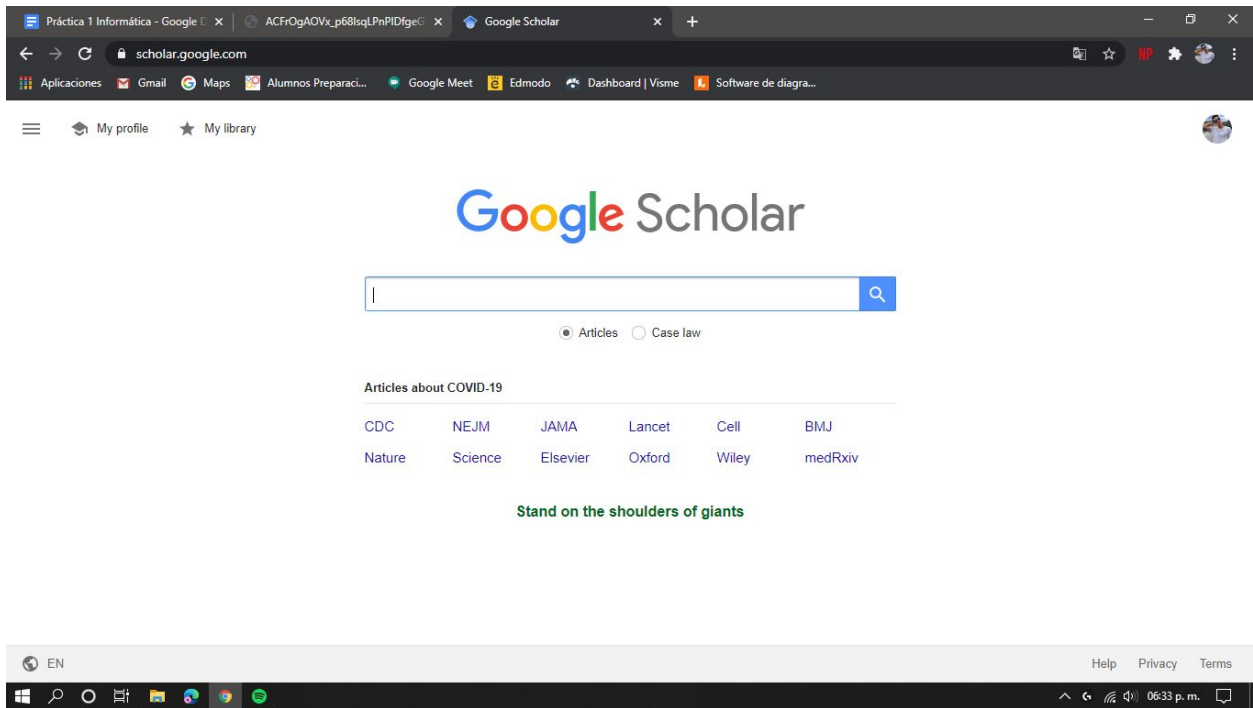 Práctica 1 Informática - Google D
ACFrOgAOVx_p68lsqLPnPIDfgeG
Google Scholar
scholar.google.com
NP
Aplicaciones Gmail Maps Alumnos Preparaci... Google Meet Edmodo Dashboard | Visme Software de diagra...
My profile My library
Google Scholar
Articles Case law
Articles about COVID-19
CDC NEJM JAMA Lancet Cell BMJ
Nature Science Elsevier Oxford Wiley medRxiv
Stand on the shoulders of giants
EN Help Privacy Terms
06:33 p. m.